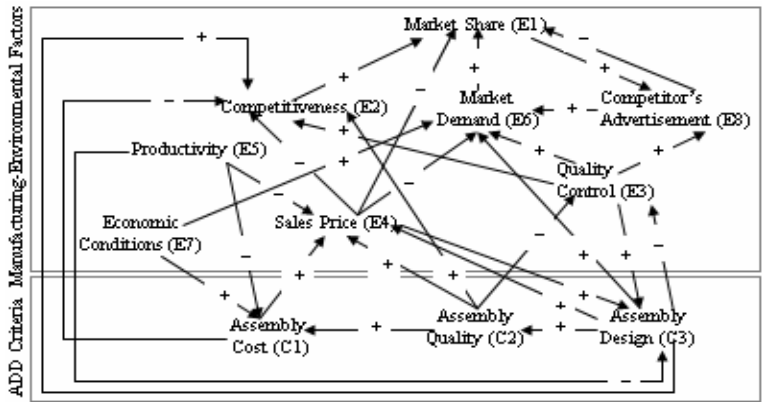 Manufacturing-Environmental Factors
ADD Criteria
Market Share (E1)
+
-
+
+
-
+
-
Competitiveness (E2)
Market
Demand (E6)
+
Competitor's
Advertisement (E8)
+
Productivity (E5)
-
+
+
+
Quality
Control (E3)
-
-
Economic
Conditions (E7)
Sales Price (E4)
-
-
+
+
-
+
+
+
+
+
Assembly
Cost (C1)
+
Assembly
Quality (C2)
+
Assembly
Design (C3)
-